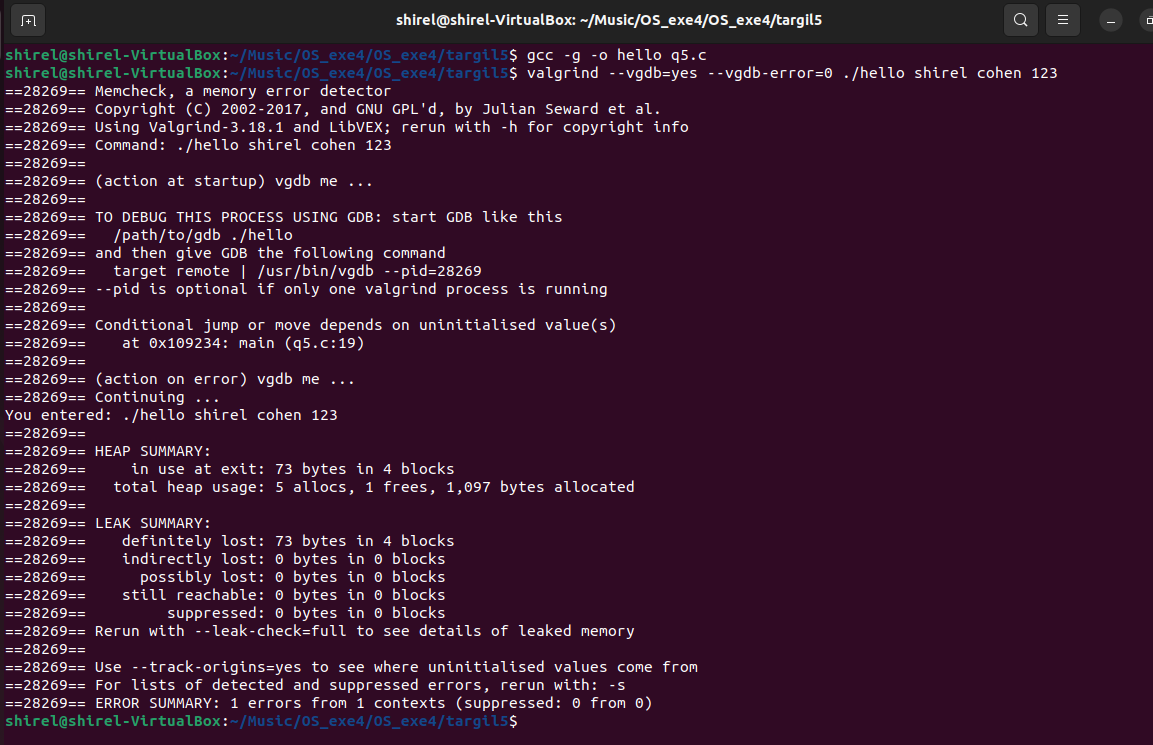 shirel@shirel-VirtualBox: ~/Music/OS_exe4/OS_exe4/targil5
shirel@shirel-VirtualBox:~/Music/OS_exe4/OS_exe4/targil5$ gcc -g -o hello q5.c
shirel@shirel-VirtualBox:~/Music/OS_exe4/OS_exe4/targil5$ valgrind --vgdb=yes --vgdb-error=0 ./hello shirel cohen 123
==28269== Memcheck, a memory error detector
==28269== Copyright (C) 2002-2017, and GNU GPL'd, by Julian Seward et al.
==28269== Using Valgrind-3.18.1 and LibVEX; rerun with -h for copyright info
==28269== Command: ./hello shirel cohen 123
==28269==
==28269== (action at startup) vgdb me ...
==28269==
==28269== TO DEBUG THIS PROCESS USING GDB: start GDB like this
==28269==   /path/to/gdb ./hello
==28269== and then give GDB the following command
==28269==   target remote | /usr/bin/vgdb --pid=28269
==28269== --pid is optional if only one valgrind process is running
==28269==
==28269== Conditional jump or move depends on uninitialised value(s)
==28269==    at 0x109234: main (q5.c:19)
==28269==
==28269== (action on error) vgdb me ...
==28269== Continuing ...
You entered: ./hello shirel cohen 123
==28269==
==28269== HEAP SUMMARY:
==28269==     in use at exit: 73 bytes in 4 blocks
==28269==   total heap usage: 5 allocs, 1 frees, 1,097 bytes allocated
==28269==
==28269== LEAK SUMMARY:
==28269==    definitely lost: 73 bytes in 4 blocks
==28269==    indirectly lost: 0 bytes in 0 blocks
==28269==      possibly lost: 0 bytes in 0 blocks
==28269==    still reachable: 0 bytes in 0 blocks
==28269==         suppressed: 0 bytes in 0 blocks
==28269== Rerun with --leak-check=full to see details of leaked memory
==28269==
==28269== Use --track-origins=yes to see where uninitialised values come from
==28269== For lists of detected and suppressed errors, rerun with: -s
==28269== ERROR SUMMARY: 1 errors from 1 contexts (suppressed: 0 from 0)
shirel@shirel-VirtualBox:~/Music/OS_exe4/OS_exe4/targil5$